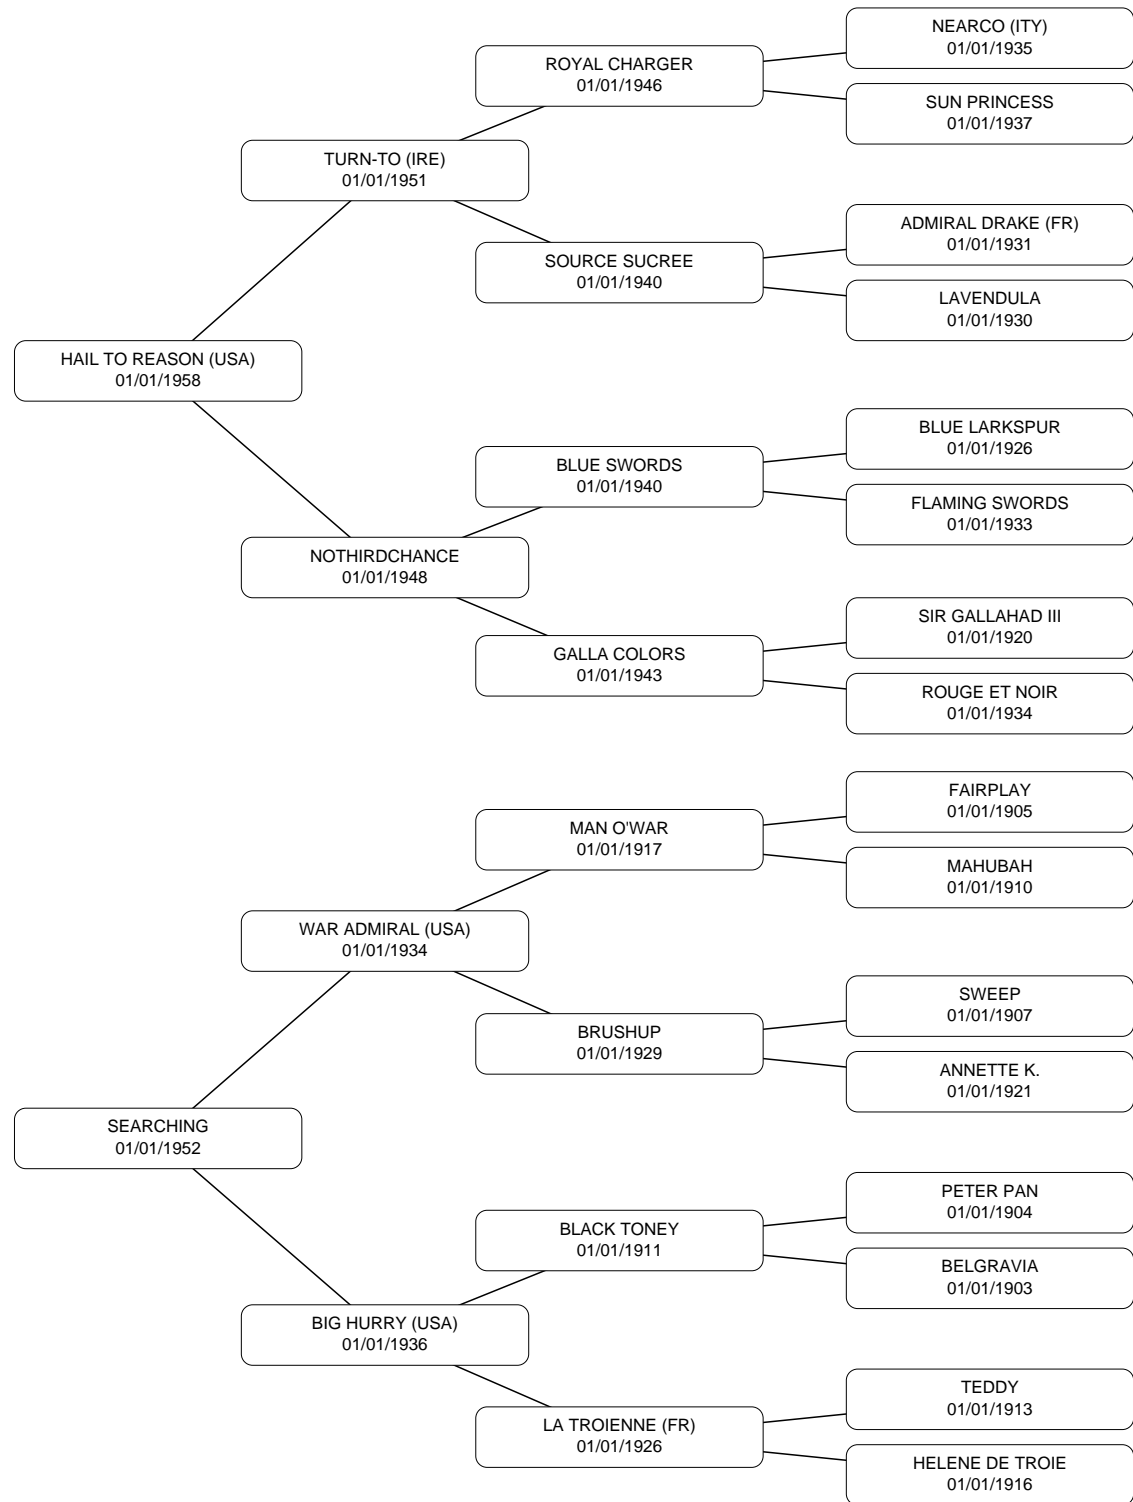 NEARCO (ITY)
01/01/1935
ROYAL CHARGER
01/01/1946
SUN PRINCESS
01/01/1937
TURN-TO (IRE)
01/01/1951
ADMIRAL DRAKE (FR)
01/01/1931
SOURCE SUCREE
01/01/1940
LAVENDULA
01/01/1930
HAIL TO REASON (USA)
01/01/1958
BLUE LARKSPUR
01/01/1926
BLUE SWORDS
01/01/1940
FLAMING SWORDS
01/01/1933
NOTHIRDCHANCE
01/01/1948
SIR GALLAHAD III
01/01/1920
GALLA COLORS
01/01/1943
ROUGE ET NOIR
01/01/1934
FAIRPLAY
01/01/1905
MAN O'WAR
01/01/1917
MAHUBAH
01/01/1910
WAR ADMIRAL (USA)
01/01/1934
SWEEP
01/01/1907
BRUSHUP
01/01/1929
ANNETTE K.
01/01/1921
SEARCHING
01/01/1952
PETER PAN
01/01/1904
BLACK TONEY
01/01/1911
BELGRAVIA
01/01/1903
BIG HURRY (USA)
01/01/1936
TEDDY
01/01/1913
LA TROIENNE (FR)
01/01/1926
HELENE DE TROIE
01/01/1916